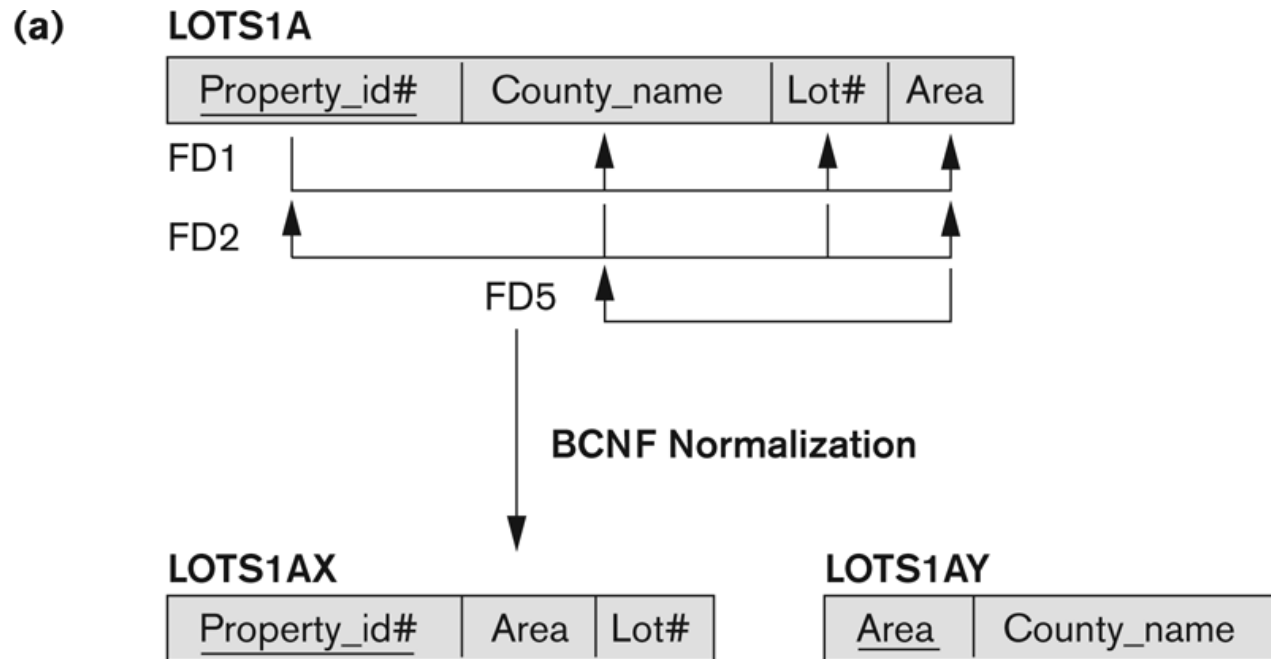 (a) LOTS1A
Property_id# County_name Lot# Area
FD1
FD2
FD5
BCNF Normalization
LOTS1AX LOTS1AY
Property_id# Area Lot# Area County_name